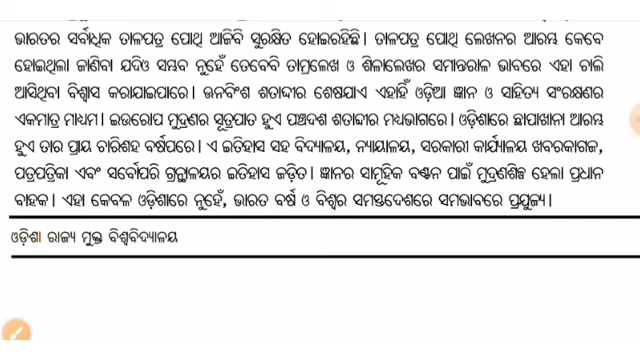 ଭାରତର ସର୍ବାଧିକ ତାଳପତ୍ର ପୋଥି ଆଜିବି ସୁରକ୍ଷିତ ହୋଇରହିଛି। ତାଳପତ୍ର ପୋଥି ଲେଖନର ଆରମ୍ଭ କେବେ
ହୋଇଥିଲା ଜାଣିବା ଯଦିଓ ସମ୍ଭବ ନୁହେଁ ତେବେବି ତାମ୍ରଲେଖ ଓ ଶିଳାଲେଖର ସମାନ୍ତରାଳ ଭାବରେ ଏହା ଚାଲି
ଆସିଥିବା ବିଶ୍ୱାସ କରାଯାଇପାରେ। ଊନବିଂଶ ଶତାବ୍ଦୀର ଶେଷଯାଏ ଏହାହିଁ ଓଡ଼ିଆ ଜ୍ଞାନ ଓ ସାହିତ୍ୟ ସଂରକ୍ଷଣର
ଏକମାତ୍ର ମାଧ୍ୟମ। ଇଉରୋପ ମୁଦ୍ରଣର ସୂତ୍ରପାତ ହୁଏ ପଞ୍ଚଦଶ ଶତାବ୍ଦୀର ମଧ୍ୟଭାଗରେ। ଓଡ଼ିଶାରେ ଛାପାଖାନା ଆରମ୍ଭ
ହୁଏ ତାର ପ୍ରାୟ ଚାରିଶହ ବର୍ଷପରେ। ଏ ଇତିହାସ ସହ ବିଦ୍ୟାଳୟ, ନ୍ୟାୟାଳୟ, ସରକାରୀ କାର୍ଯ୍ୟାଳୟ ଖବରକାଗଜ,
ପତ୍ରପତ୍ରିକା ଏବଂ ସର୍ବୋପରି ଗ୍ରନ୍ଥାଳୟର ଇତିହାସ ଜଡ଼ିତ। ଜ୍ଞାନର ସାମୂହିକ ବଣ୍ଟନ ପାଇଁ ମୁଦ୍ରଣଶିଳ୍ପ ହେଲା ପ୍ରଧାନ
ବାହକ। ଏହା କେବଳ ଓଡ଼ିଶାରେ ନୁହେଁ, ଭାରତ ବର୍ଷ ଓ ବିଶ୍ୱର ସମସ୍ତଦେଶରେ ସମଭାବରେ ପ୍ରଯୁଜ୍ୟ।
ଓଡ଼ିଶା ରାଜ୍ୟ ମୁକ୍ତ ବିଶ୍ୱବିଦ୍ୟାଳୟ